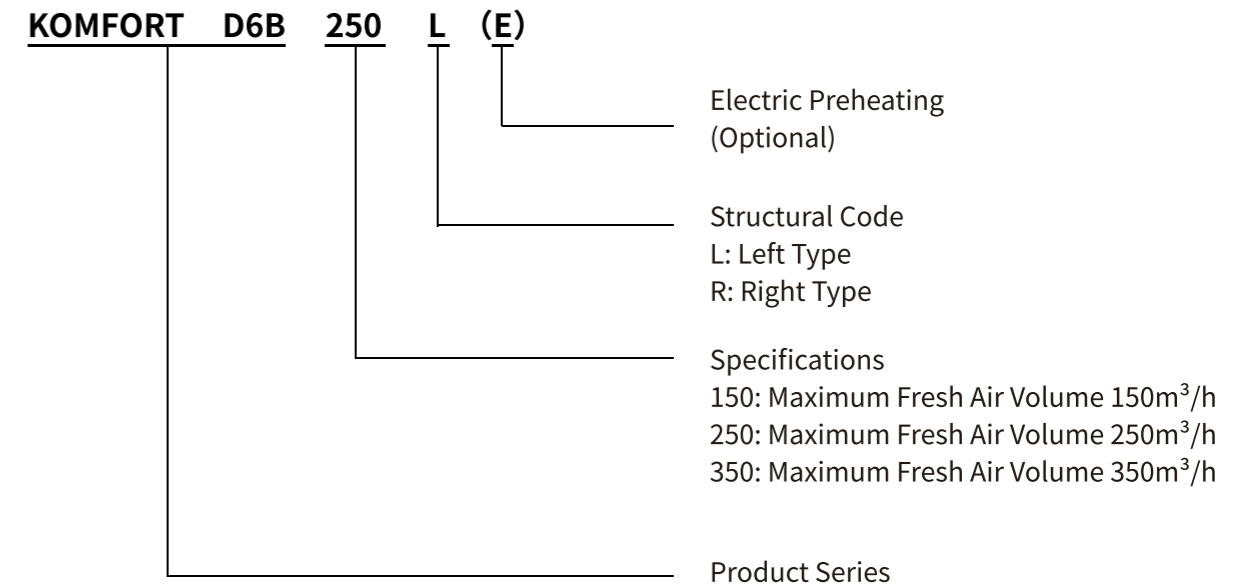 KOMFORT D6B 250 L (E)
Electric Preheating
(Optional)
Structural Code
L: Left Type
R: Right Type
Specifications
150: Maximum Fresh Air Volume 150m³/h
250: Maximum Fresh Air Volume 250m³/h
350: Maximum Fresh Air Volume 350m³/h
Product Series